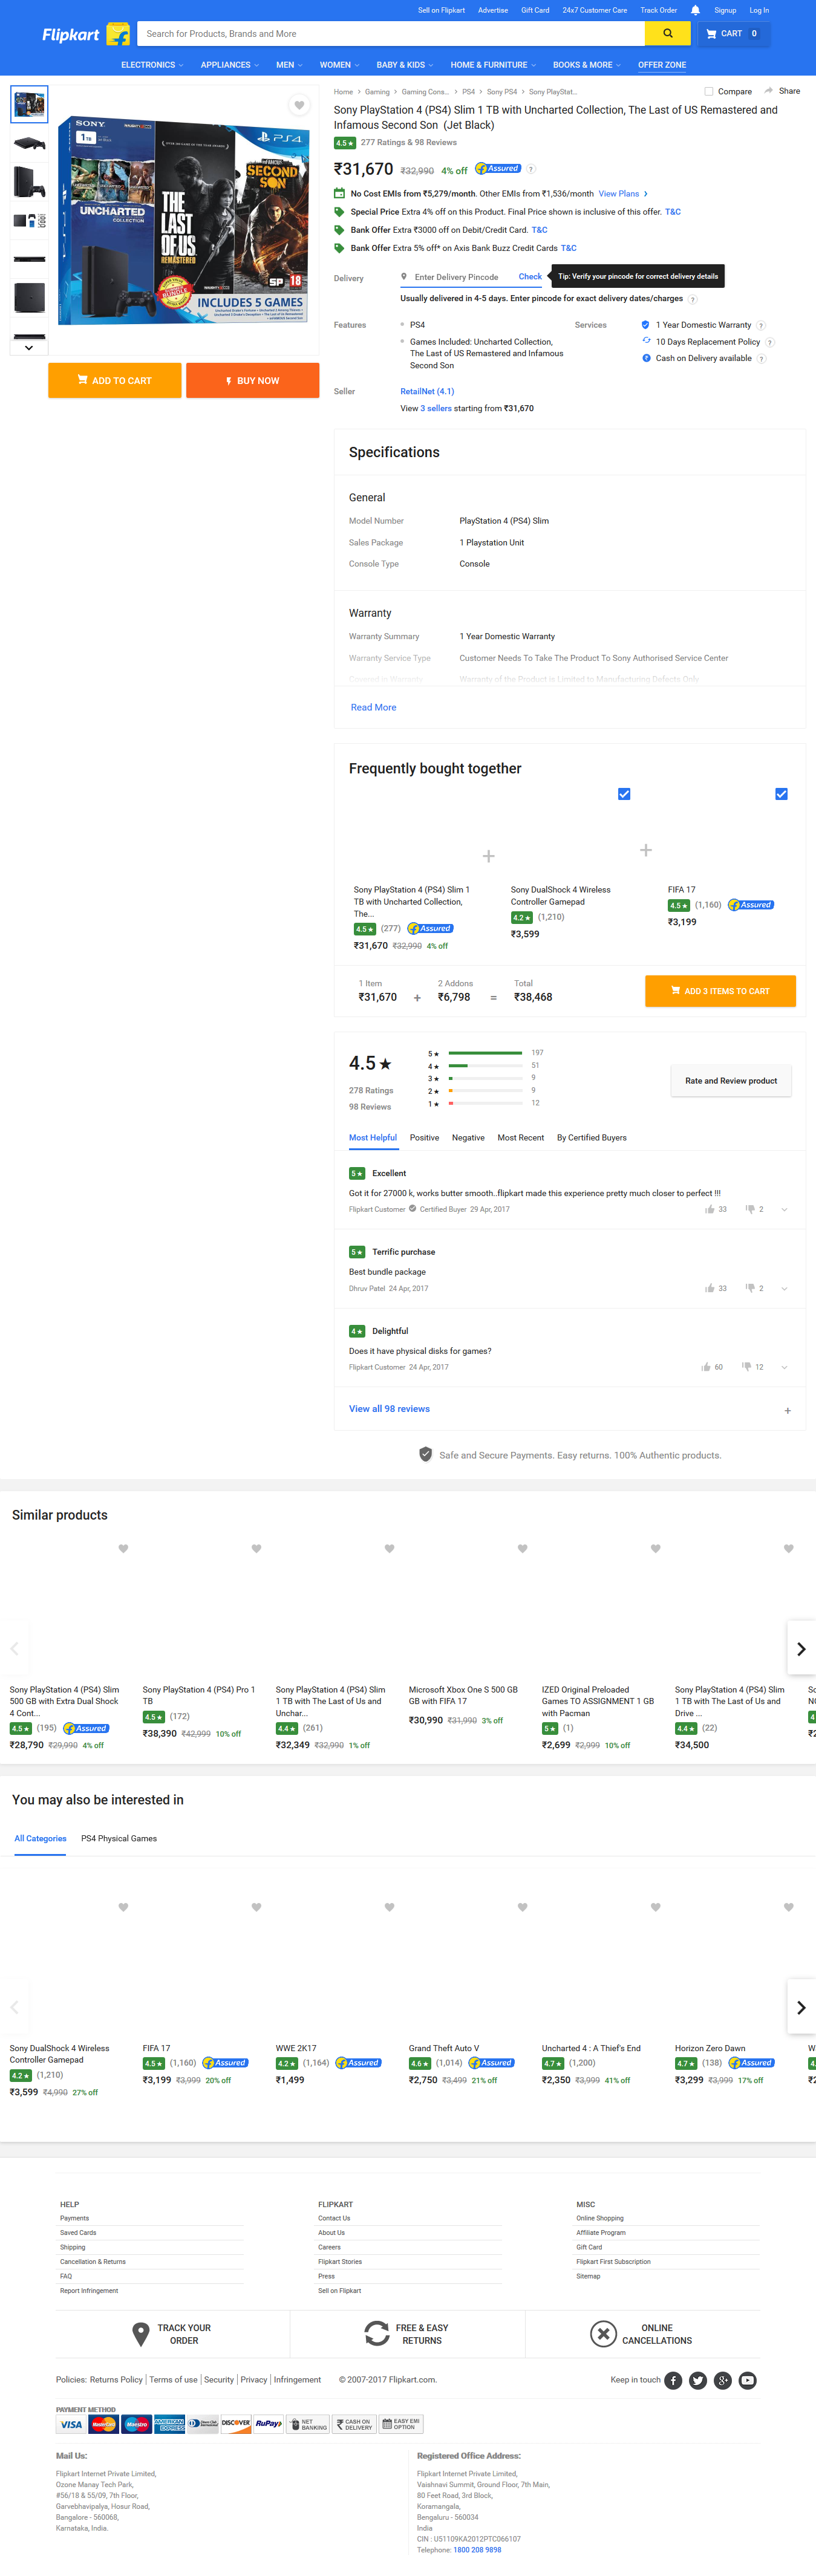 Sell on Flipkart Advertise Gift Card 24x7 Customer Care Track Order Signup Log In
Flipkart Search for Products, Brands and More CART 0
ELECTRONICS APPLIANCES MEN WOMEN BABY & KIDS HOME & FURNITURE BOOKS & MORE OFFER ZONE
Home > Gaming > Gaming Cons... > PS4 > Sony PS4 > Sony PlayStat... Compare Share
Sony PlayStation 4 (PS4) Slim 1 TB with Uncharted Collection, The Last of US Remastered and
Infamous Second Son (Jet Black)
4.5 ★ 277 Ratings & 98 Reviews
₹31,670 ₹32,990 4% off Assured ?
No Cost EMIs from ₹5,279/month. Other EMIs from ₹1,536/month View Plans >
Special Price Extra 4% off on this Product. Final Price shown is inclusive of this offer. T&C
Bank Offer Extra ₹3000 off on Debit/Credit Card. T&C
Bank Offer Extra 5% off* on Axis Bank Buzz Credit Cards T&C
SONY
1TB
PS4
UNCHARTED
COLLECTION
THE LAST OF US
REMASTERED
inFAMOUS
SECOND SON
SP 18
INCLUDES 5 GAMES
ADD TO CART BUY NOW
Delivery Enter Delivery Pincode Check Tip: Verify your pincode for correct delivery details
Usually delivered in 4-5 days. Enter pincode for exact delivery dates/charges ?
Features
PS4
Games Included: Uncharted Collection,
The Last of US Remastered and Infamous
Second Son
Services
1 Year Domestic Warranty ?
10 Days Replacement Policy ?
Cash on Delivery available ?
Seller RetailNet (4.1)
View 3 sellers starting from ₹31,670
Specifications
General
Model Number PlayStation 4 (PS4) Slim
Sales Package 1 Playstation Unit
Console Type Console
Warranty
Warranty Summary 1 Year Domestic Warranty
Warranty Service Type Customer Needs To Take The Product To Sony Authorised Service Center
Covered in Warranty Warranty of the Product is Limited to Manufacturing Defects Only
Read More
Frequently bought together
Sony PlayStation 4 (PS4) Slim 1
TB with Uncharted Collection,
The...
4.5 ★ (277) Assured
₹31,670 ₹32,990 4% off
+
Sony DualShock 4 Wireless
Controller Gamepad
4.2 ★ (1,210)
₹3,599
+
FIFA 17
4.5 ★ (1,160) Assured
₹3,199
1 Item 2 Addons Total
₹31,670 + ₹6,798 = ₹38,468 ADD 3 ITEMS TO CART
4.5 ★
278 Ratings
98 Reviews
5 ★ 197
4 ★ 51
3 ★ 9
2 ★ 9
1 ★ 12
Rate and Review product
Most Helpful Positive Negative Most Recent By Certified Buyers
5 ★ Excellent
Got it for 27000 k, works butter smooth..flipkart made this experience pretty much closer to perfect !!!
Flipkart Customer Certified Buyer 29 Apr, 2017 33 2
5 ★ Terrific purchase
Best bundle package
Dhruv Patel 24 Apr, 2017 33 2
4 ★ Delightful
Does it have physical disks for games?
Flipkart Customer 24 Apr, 2017 60 12
View all 98 reviews +
Safe and Secure Payments. Easy returns. 100% Authentic products.
Similar products
Sony PlayStation 4 (PS4) Slim
500 GB with Extra Dual Shock
4 Cont...
4.5 ★ (195) Assured
₹28,790 ₹29,990 4% off
Sony PlayStation 4 (PS4) Pro 1
TB
4.5 ★ (172)
₹38,390 ₹42,999 10% off
Sony PlayStation 4 (PS4) Slim
1 TB with The Last of Us and
Unchar...
4.4 ★ (261)
₹32,349 ₹32,990 1% off
Microsoft Xbox One S 500 GB
GB with FIFA 17
₹30,990 ₹31,990 3% off
IZED Original Preloaded
Games TO ASSIGNMENT 1 GB
with Pacman
5 ★ (1)
₹2,699 ₹2,999 10% off
Sony PlayStation 4 (PS4) Slim
1 TB with The Last of Us and
Drive ...
4.4 ★ (22)
₹34,500
You may also be interested in
All Categories PS4 Physical Games
Sony DualShock 4 Wireless
Controller Gamepad
4.2 ★ (1,210)
₹3,599 ₹4,990 27% off
FIFA 17
4.5 ★ (1,160) Assured
₹3,199 ₹3,999 20% off
WWE 2K17
4.2 ★ (1,164) Assured
₹1,499
Grand Theft Auto V
4.6 ★ (1,014) Assured
₹2,750 ₹3,499 21% off
Uncharted 4 : A Thief's End
4.7 ★ (1,200)
₹2,350 ₹3,999 41% off
Horizon Zero Dawn
4.7 ★ (138) Assured
₹3,299 ₹3,999 17% off
HELP
Payments
Saved Cards
Shipping
Cancellation & Returns
FAQ
Report Infringement
FLIPKART
Contact Us
About Us
Careers
Flipkart Stories
Press
Sell on Flipkart
MISC
Online Shopping
Affiliate Program
Gift Card
Flipkart First Subscription
Sitemap
TRACK YOUR
ORDER
FREE & EASY
RETURNS
ONLINE
CANCELLATIONS
Policies: Returns Policy | Terms of use | Security | Privacy | Infringement © 2007-2017 Flipkart.com. Keep in touch
PAYMENT METHOD
VISA MasterCard Maestro AMERICAN EXPRESS DISCOVER RuPay NET BANKING CASH ON DELIVERY EASY EMI OPTION
Mail Us:
Flipkart Internet Private Limited,
Ozone Manay Tech Park,
#56/18 & 55/09, 7th Floor,
Garvebhavipalya, Hosur Road,
Bangalore - 560068,
Karnataka, India.
Registered Office Address:
Flipkart Internet Private Limited,
Vaishnavi Summit, Ground Floor, 7th Main,
80 Feet Road, 3rd Block,
Koramangala,
Bengaluru - 560034
India
CIN : U51109KA2012PTC066107
Telephone: 1800 208 9898